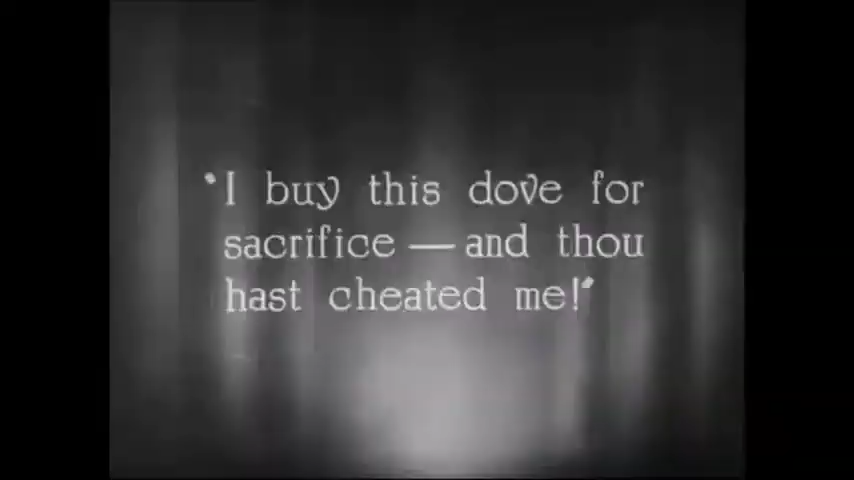 "I buy this dove for
sacrifice — and thou
hast cheated me!"